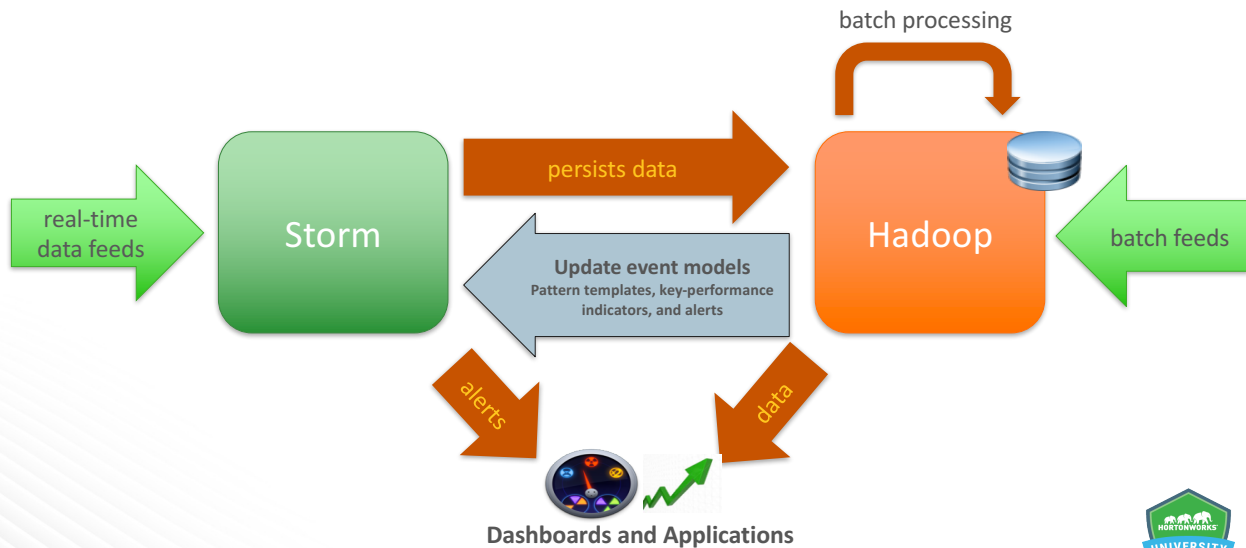 batch processing
persists data
real-time
data feeds
Storm
Hadoop
batch feeds
Update event models
Pattern templates, key-performance
indicators, and alerts
alerts
data
Dashboards and Applications
HORTONWORKS
UNIVERSITY